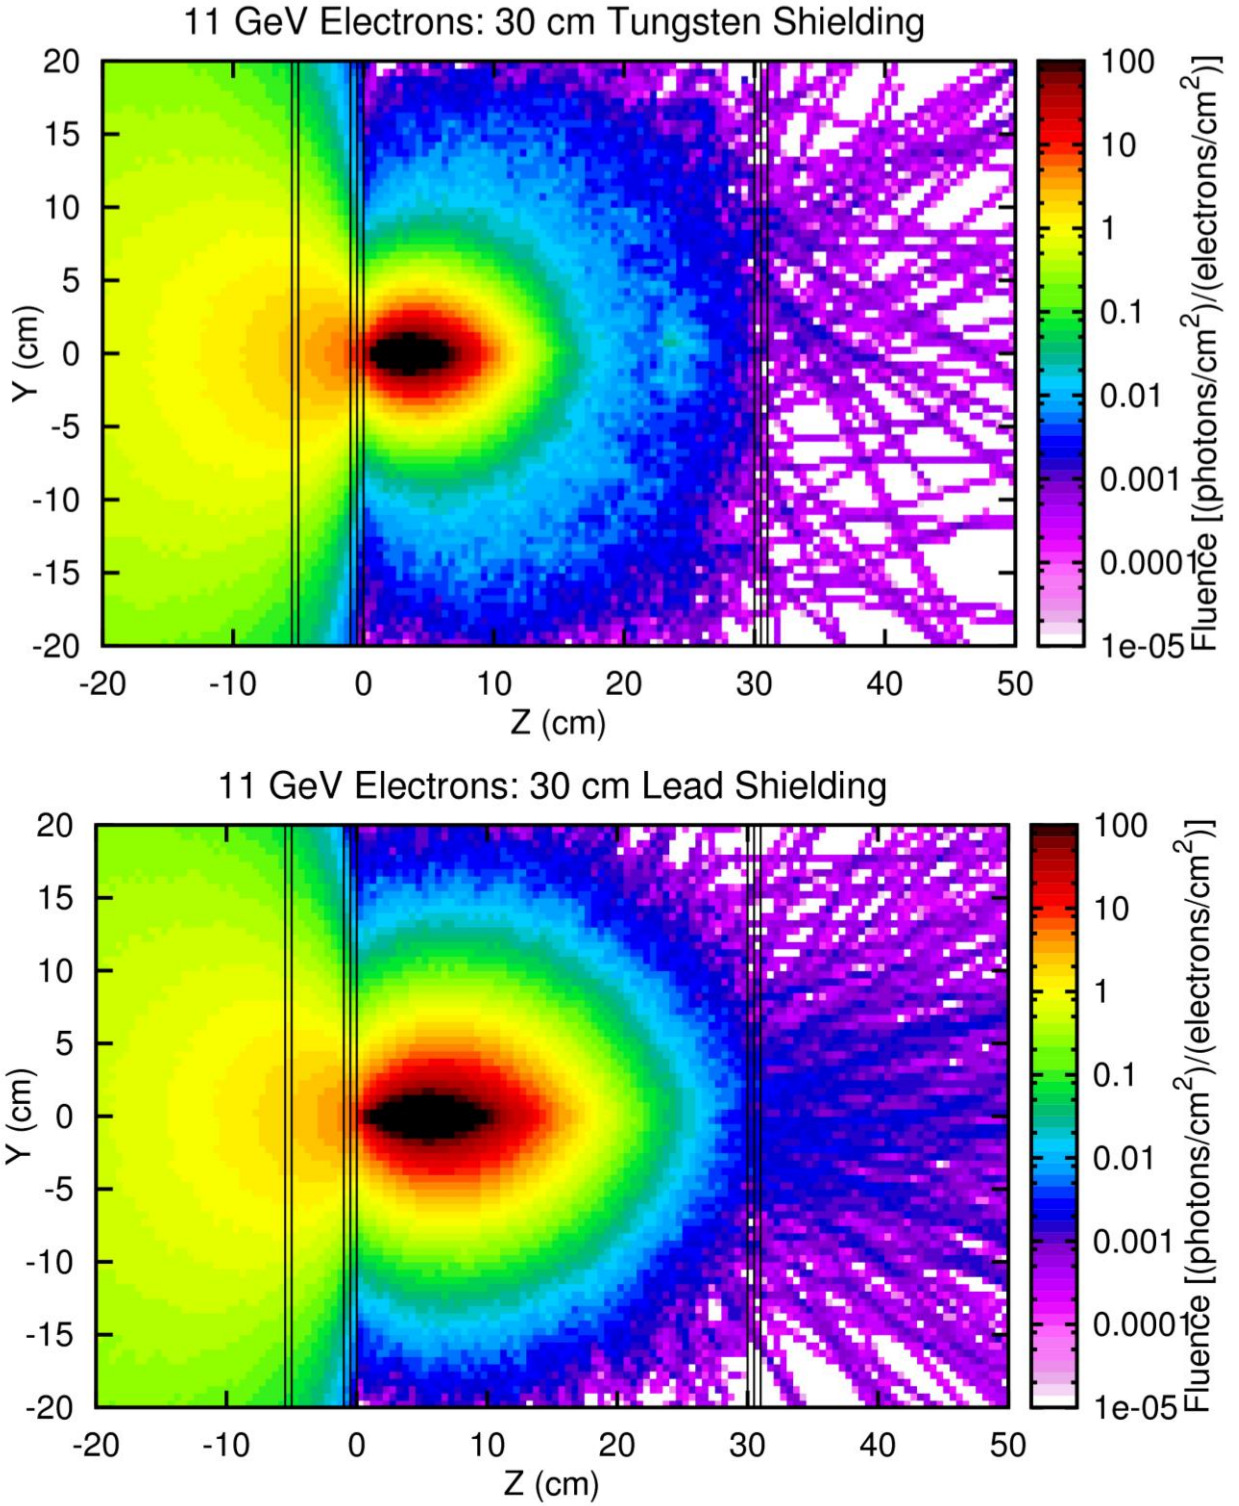 11 GeV Electrons: 30 cm Tungsten Shielding
20
15
10
5
0
-5
-10
-15
-20
Y (cm)
-20 -10 0 10 20 30 40 50
Z (cm)
100
10
1
0.1
0.01
0.001
0.0001
1e-05
Fluence [(photons/cm²)/(electrons/cm²)]
11 GeV Electrons: 30 cm Lead Shielding
20
15
10
5
0
-5
-10
-15
-20
Y (cm)
-20 -10 0 10 20 30 40 50
Z (cm)
100
10
1
0.1
0.01
0.001
0.0001
1e-05
Fluence [(photons/cm²)/(electrons/cm²)]